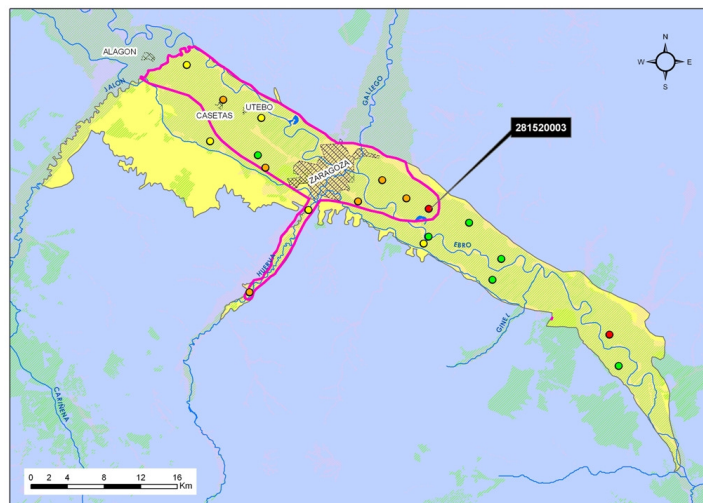 ALAGON
JALON
UTEBO
CASETAS
GALLEGO
ZARAGOZA
281520003
N
W E
S
HUERVA
EBRO
GINEL
CARIÑENA
0 2 4 8 12 16
Km